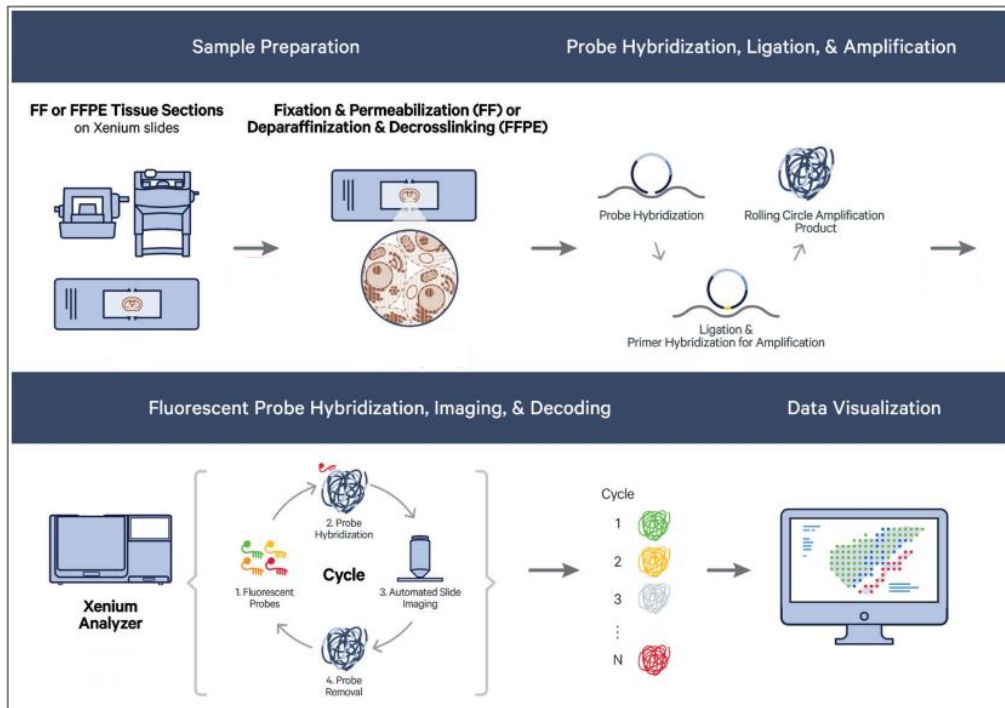 Sample Preparation
Probe Hybridization, Ligation, & Amplification
FF or FFPE Tissue Sections
on Xenium slides
Fixation & Permeabilization (FF) or
Deparaffinization & Decrosslinking (FFPE)
Probe Hybridization
Rolling Circle Amplification
Product
Ligation &
Primer Hybridization for Amplification
Fluorescent Probe Hybridization, Imaging, & Decoding
Data Visualization
Xenium
Analyzer
2. Probe
Hybridization
Cycle
1. Fluorescent
Probes
3. Automated Slide
Imaging
4. Probe
Removal
Cycle
1
2
3
⋮
N